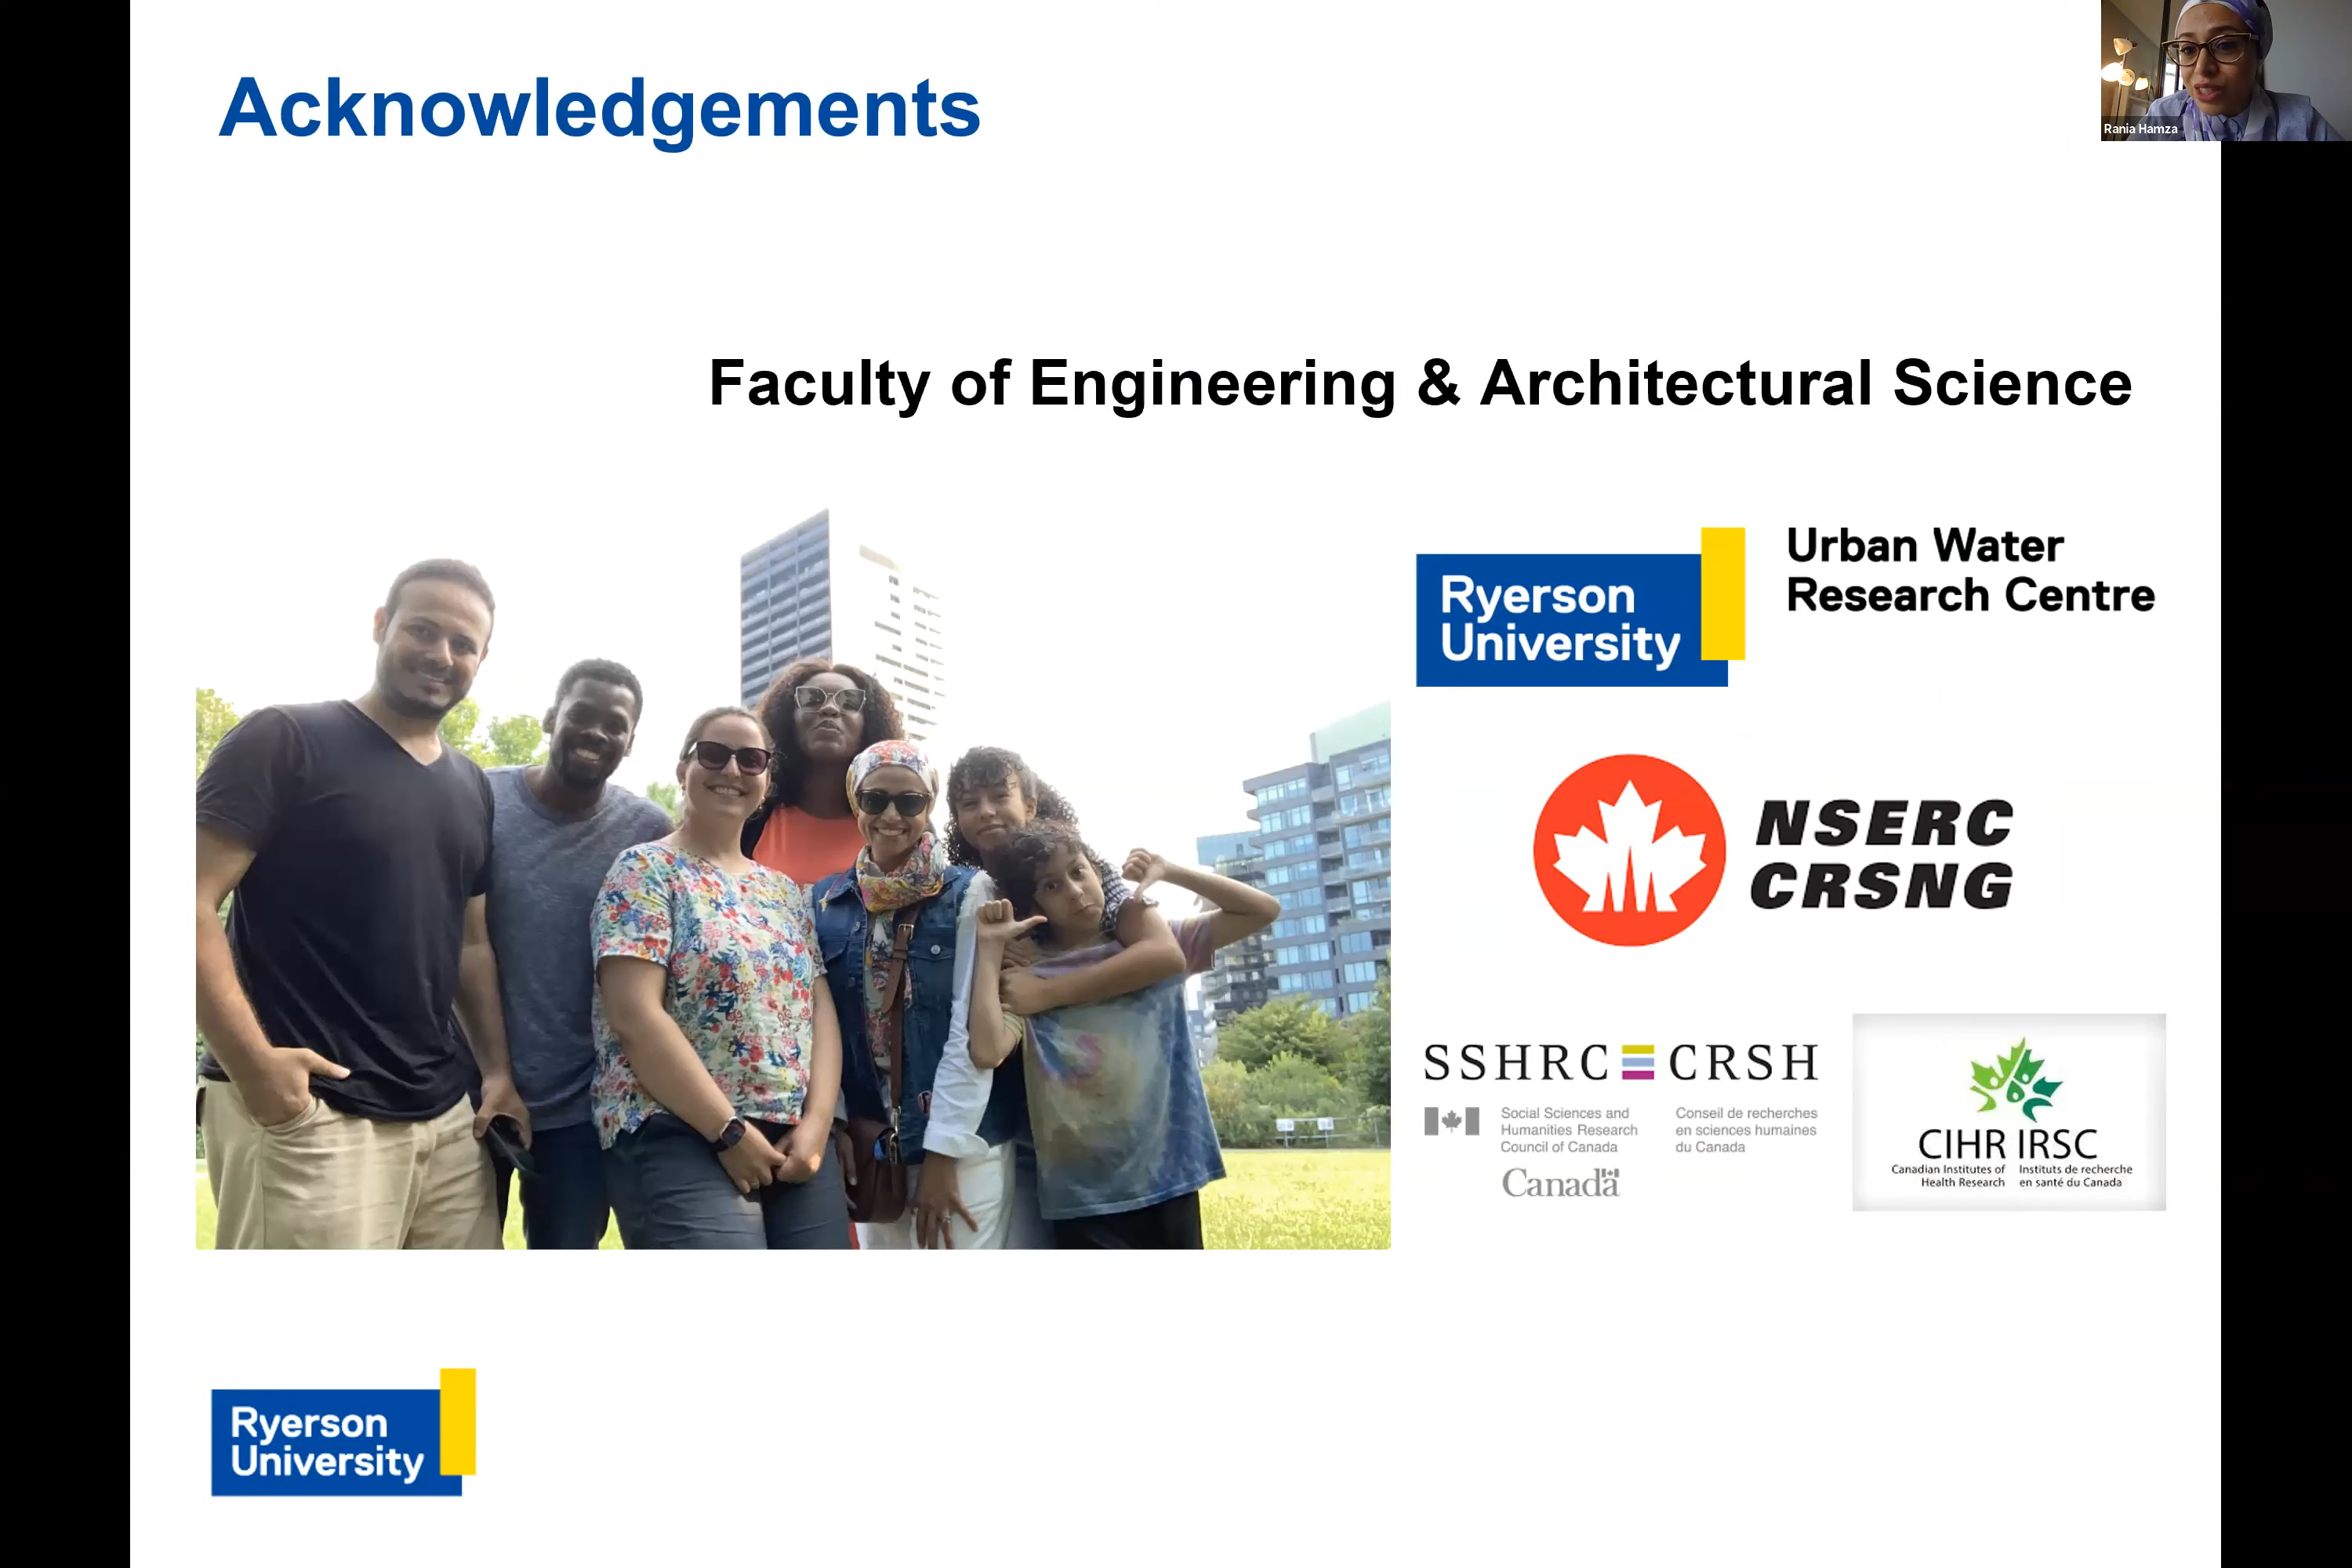 Acknowledgements
Rania Hamza
Faculty of Engineering & Architectural Science
Ryerson
University
Urban Water
Research Centre
NSERC
CRSNG
SSHRC CRSH
Social Sciences and
Humanities Research
Council of Canada
Conseil de recherches
en sciences humaines
du Canada
Canada
CIHR IRSC
Canadian Institutes of
Health Research
Instituts de recherche
en santé du Canada
Ryerson
University